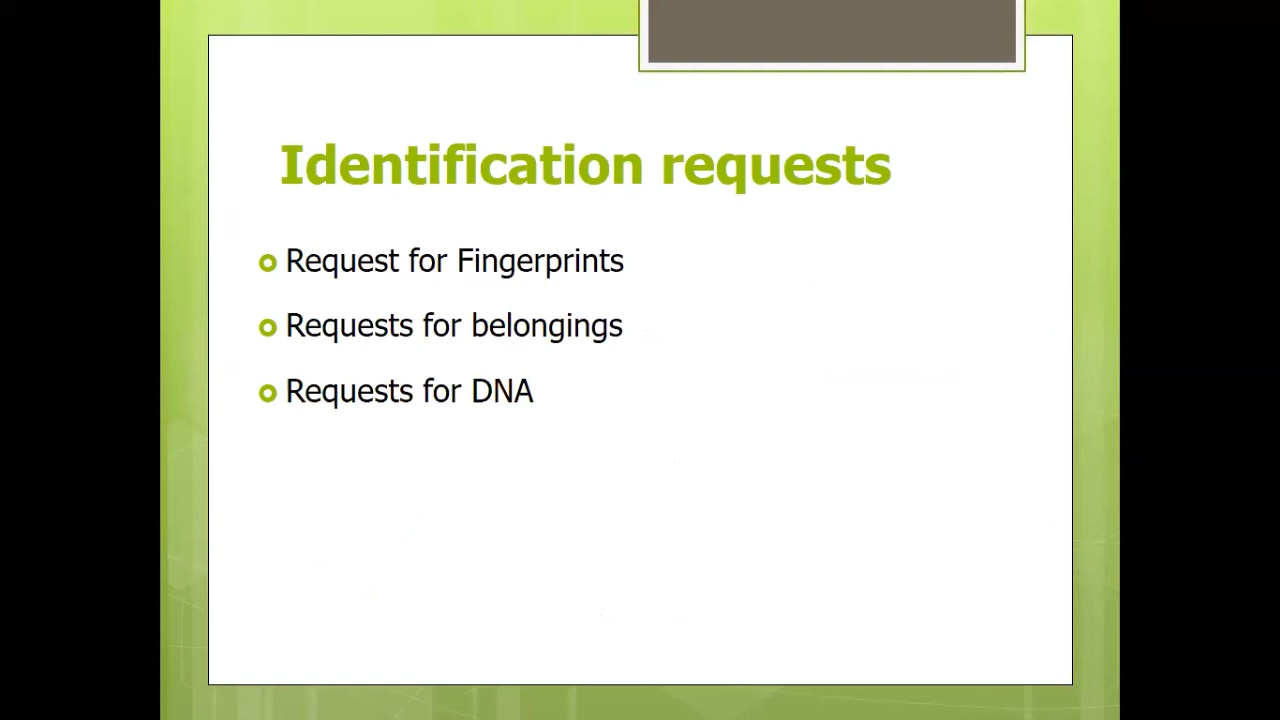 Identification requests
Request for Fingerprints
Requests for belongings
Requests for DNA